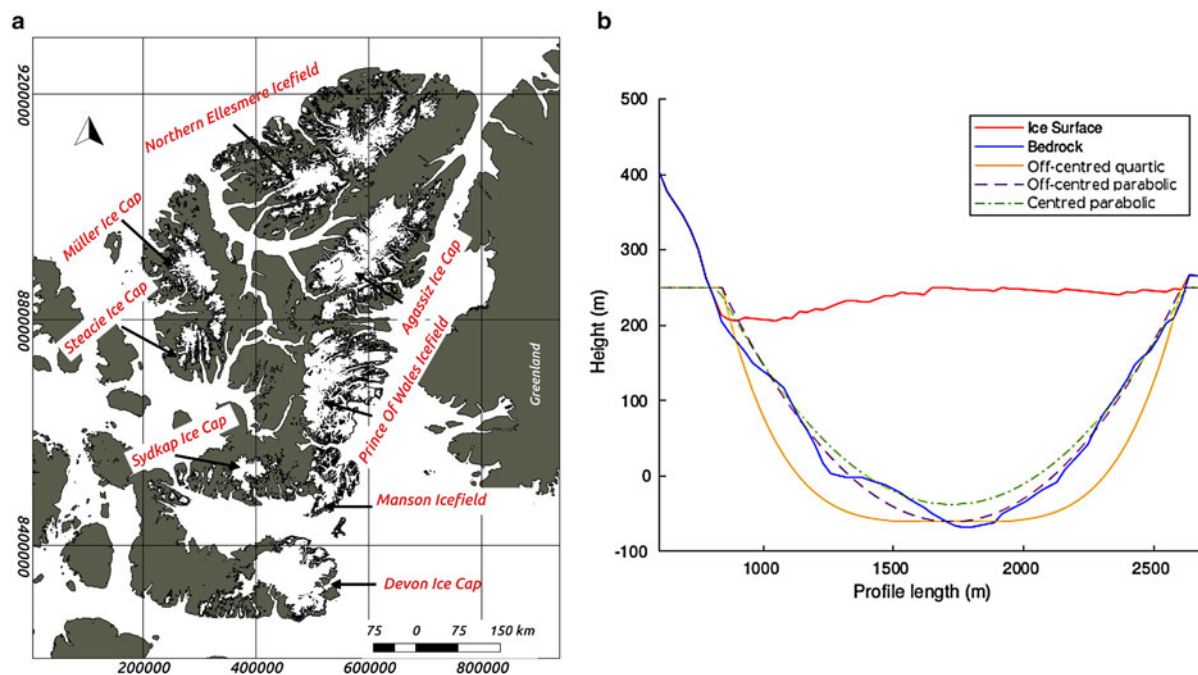 a
9200000
8800000
8400000
200000
400000
600000
800000
Northern Ellesmere Icefield
Müller Ice Cap
Steacie Ice Cap
Agassiz Ice Cap
Prince Of Wales Icefield
Greenland
Sydkap Ice Cap
Manson Icefield
Devon Ice Cap
75 0 75 150 km
b
500
400
300
200
100
0
-100
Height (m)
Ice Surface
Bedrock
Off-centred quartic
Off-centred parabolic
Centred parabolic
1000 1500 2000 2500
Profile length (m)